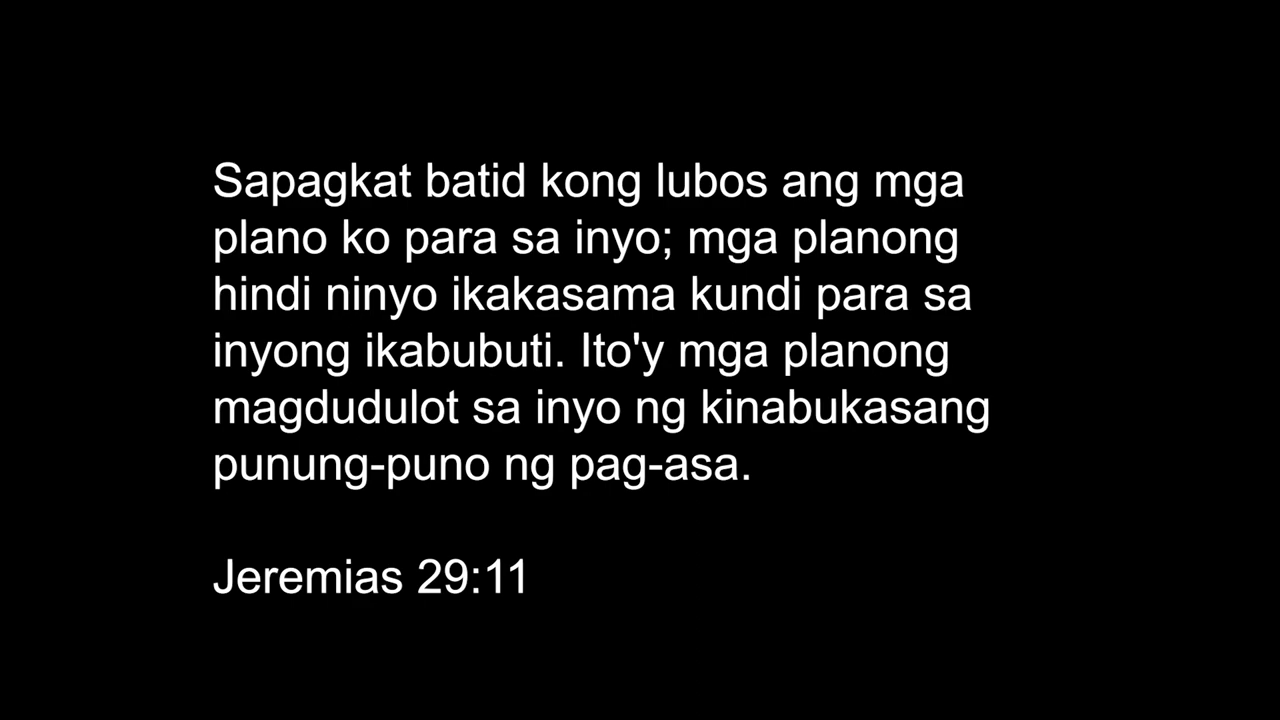 Sapagkat batid kong lubos ang mga
plano ko para sa inyo; mga planong
hindi ninyo ikakasama kundi para sa
inyong ikabubuti. Ito'y mga planong
magdudulot sa inyo ng kinabukasang
punung-puno ng pag-asa.
Jeremias 29:11